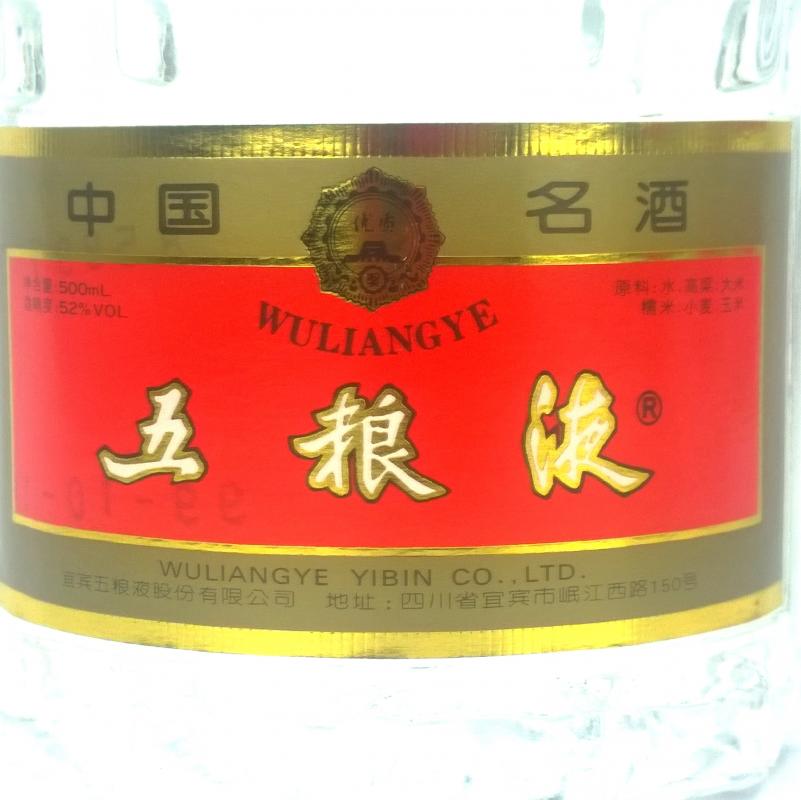 中国 名酒
优质
净含量:500mL
酒精度:52%VOL
原料:水.高粱.大米
糯米.小麦.玉米
WULIANGYE
五粮液®
WULIANGYE YIBIN CO.,LTD.
宜宾五粮液股份有限公司 地址:四川省宜宾市岷江西路150号